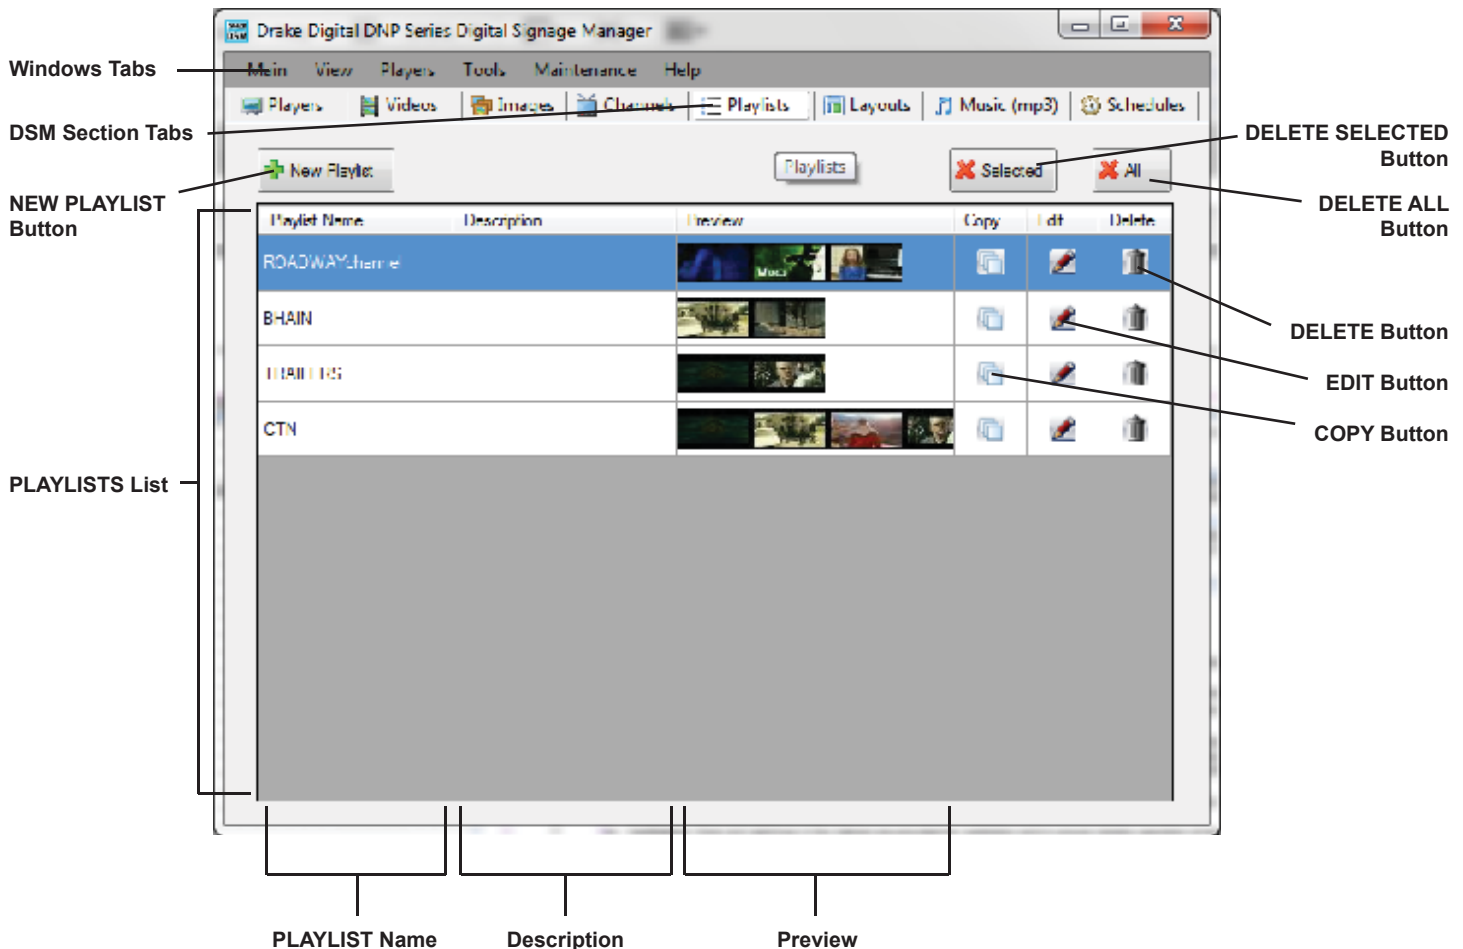 Drake Digital DNP Series Digital Signage Manager
Windows Tabs
Main View Players Tools Maintenance Help
Players Videos Images Channels Playlists Layouts Music (mp3) Schedules
DSM Section Tabs
DELETE SELECTED
Button
New Playlist
Playlists
Selected
All
NEW PLAYLIST
Button
DELETE ALL
Button
Playlist Name Description Preview Copy Edit Delete
ROADWAYchannel
BHAIN
DELETE Button
TRAILERS
EDIT Button
CTN
COPY Button
PLAYLISTS List
PLAYLIST Name
Description
Preview